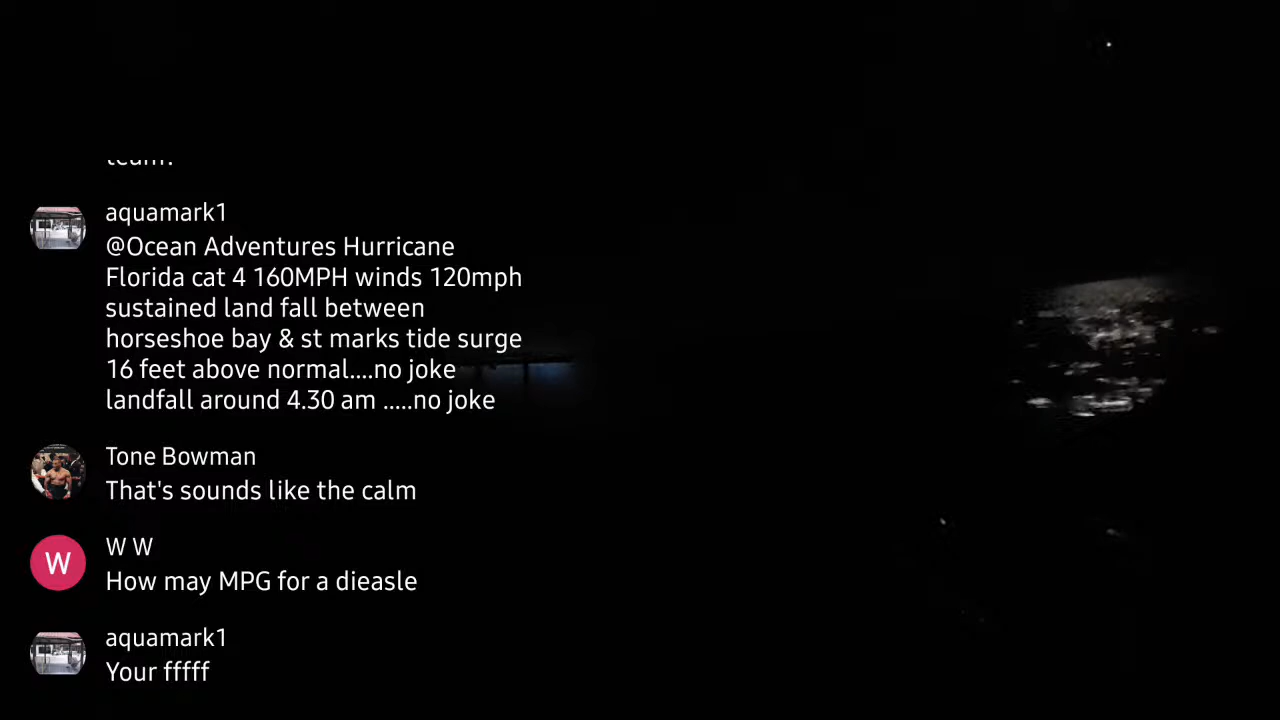 aquamark1
@Ocean Adventures Hurricane
Florida cat 4 160MPH winds 120mph
sustained land fall between
horseshoe bay & st marks tide surge
16 feet above normal....no joke
landfall around 4.30 am .....no joke
Tone Bowman
That's sounds like the calm
W W
W
How may MPG for a dieasle
aquamark1
Your fffff